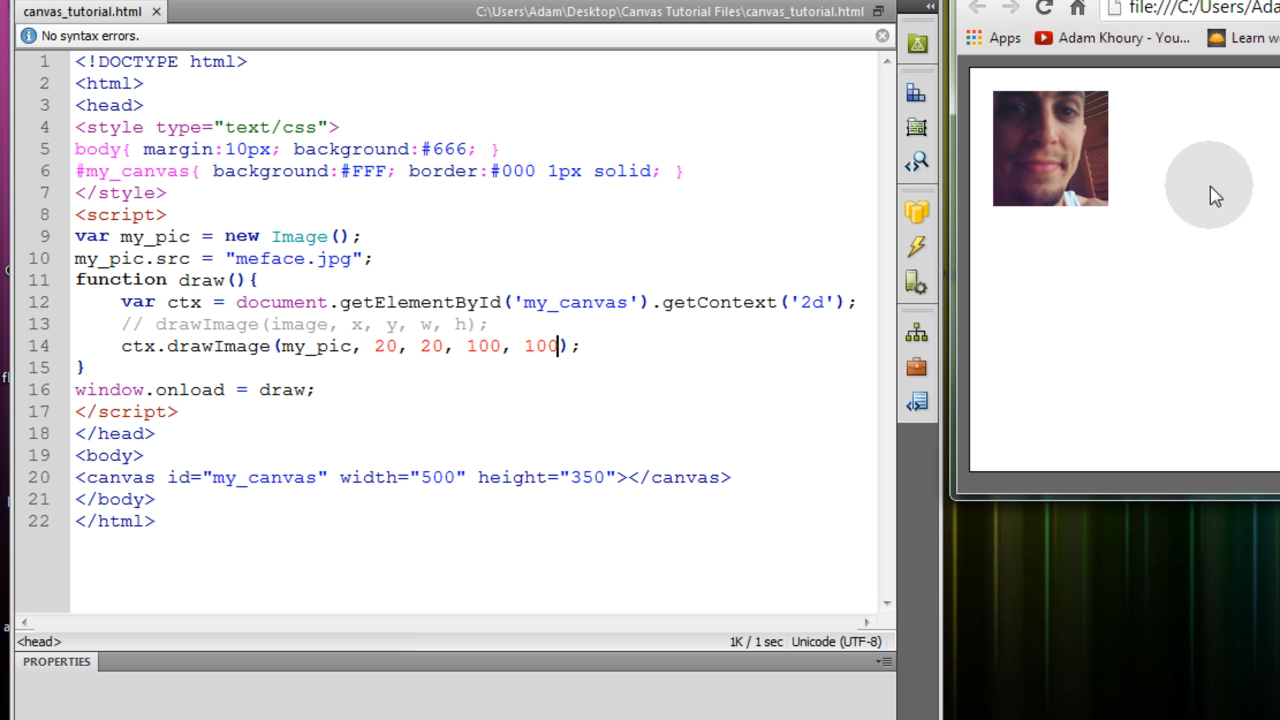 canvas_tutorial.html
C:\Users\Adam\Desktop\Canvas Tutorial Files\canvas_tutorial.html
No syntax errors.
1 <!DOCTYPE html>
2 <html>
3 <head>
4 <style type="text/css">
5 body{ margin:10px; background:#666; }
6 #my_canvas{ background:#FFF; border:#000 1px solid; }
7 </style>
8 <script>
9 var my_pic = new Image();
10 my_pic.src = "meface.jpg";
11 function draw(){
12     var ctx = document.getElementById('my_canvas').getContext('2d');
13     // drawImage(image, x, y, w, h);
14     ctx.drawImage(my_pic, 20, 20, 100, 100);
15 }
16 window.onload = draw;
17 </script>
18 </head>
19 <body>
20 <canvas id="my_canvas" width="500" height="350"></canvas>
21 </body>
22 </html>
<head>
1K / 1 sec Unicode (UTF-8)
PROPERTIES
file:///C:/Users/Ada
Apps Adam Khoury - You... Learn w